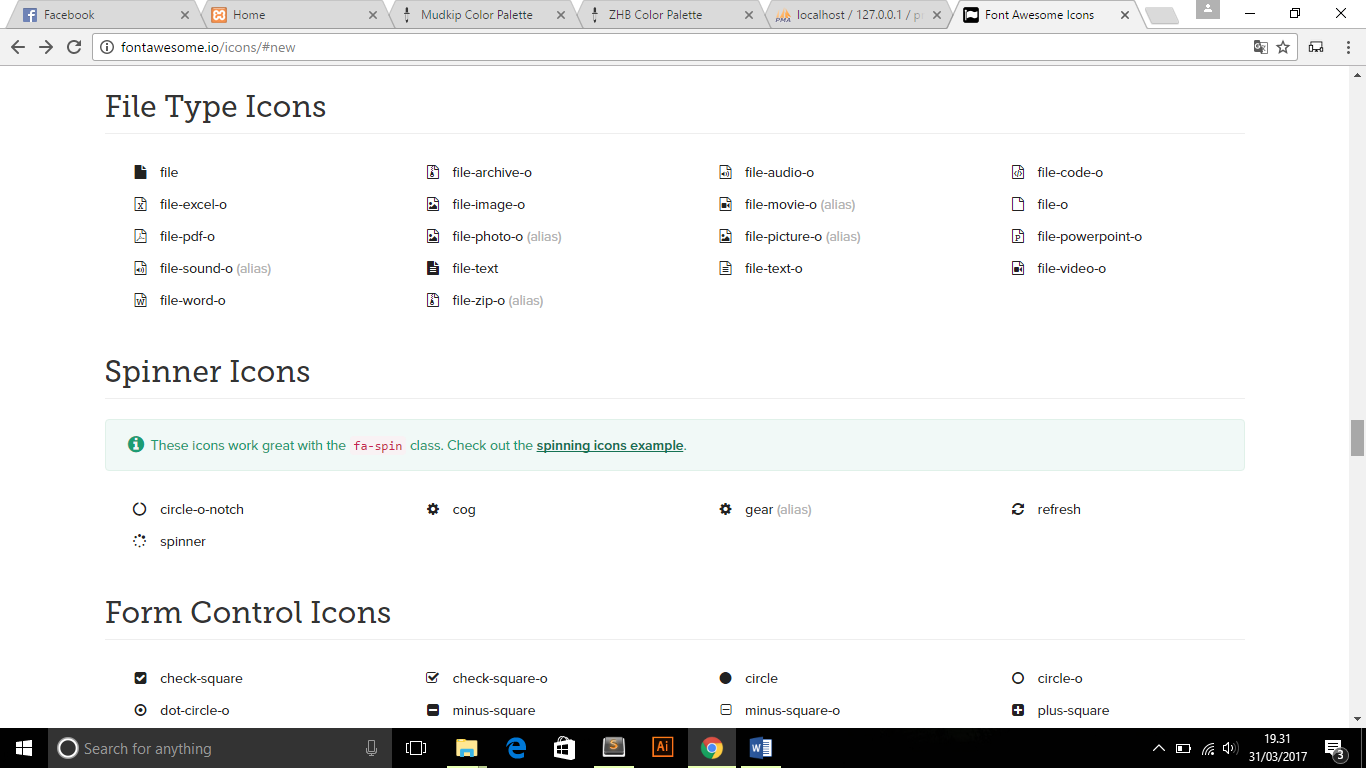 Facebook
Home
Mudkip Color Palette
ZHB Color Palette
localhost / 127.0.0.1 / p
Font Awesome Icons
fontawesome.io/icons/#new
File Type Icons
file file-archive-o file-audio-o file-code-o
file-excel-o file-image-o file-movie-o (alias) file-o
file-pdf-o file-photo-o (alias) file-picture-o (alias) file-powerpoint-o
file-sound-o (alias) file-text file-text-o file-video-o
file-word-o file-zip-o (alias)
Spinner Icons
These icons work great with the fa-spin class. Check out the spinning icons example.
circle-o-notch cog gear (alias) refresh
spinner
Form Control Icons
check-square check-square-o circle circle-o
dot-circle-o minus-square minus-square-o plus-square
Search for anything
19.31
31/03/2017
3